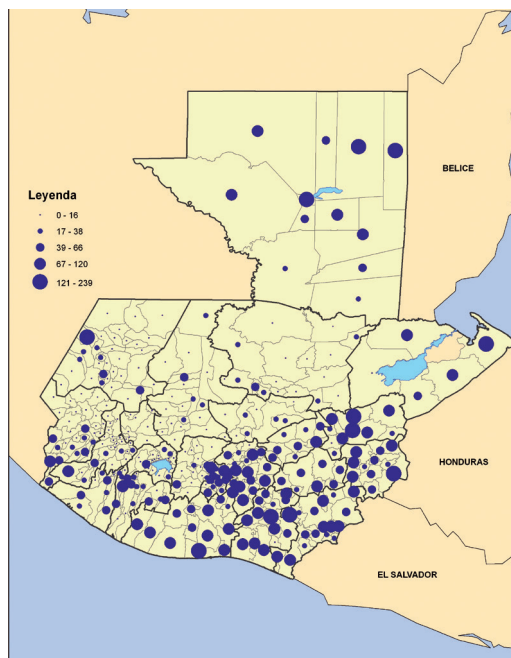 BELICE
Leyenda
0 - 16
17 - 38
39 - 66
67 - 120
121 - 239
HONDURAS
EL SALVADOR